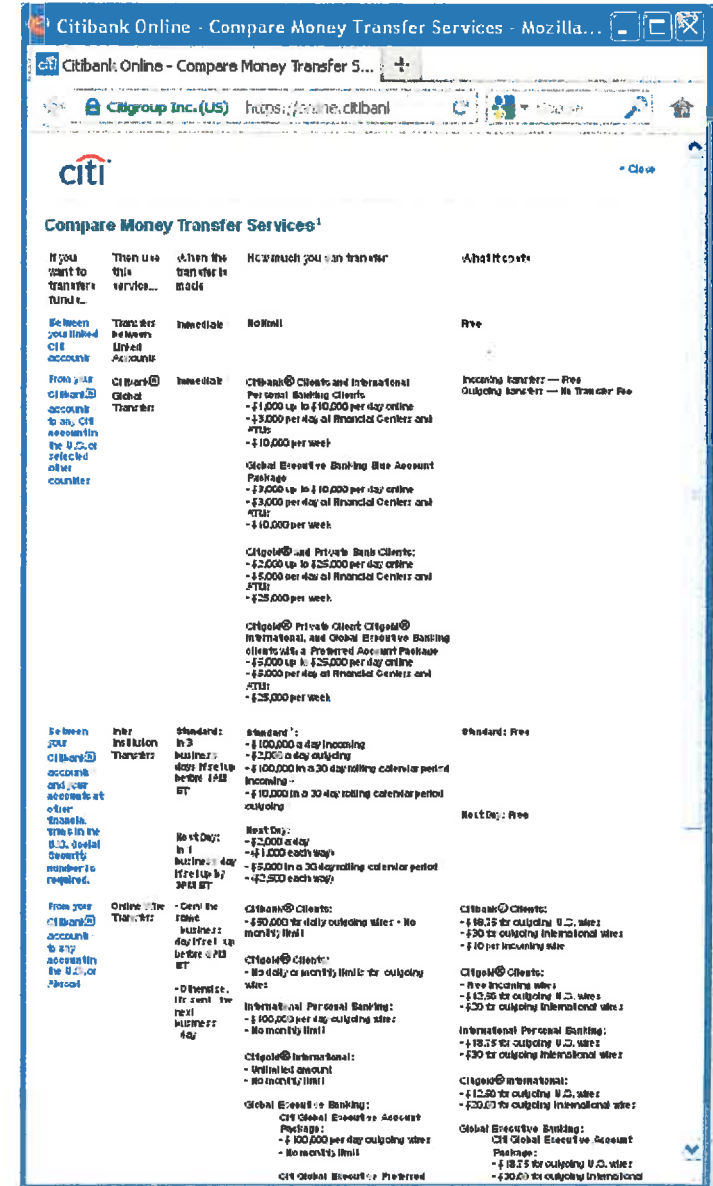 Citibank Online - Compare Money Transfer Services - Mozilla...
citi Citibank Online - Compare Money Transfer S...
Citigroup Inc. (US) https://online.citibank
citi
Close
Compare Money Transfer Services¹
If you want to transfer funds...
Then use this service...
When the transfer is made
How much you can transfer
What it costs
Between your linked Citi accounts
Transfers Between Linked Accounts
Immediate
No limit
Free
From your Citibank® accounts to any Citi account in the U.S. or selected other countries
Citibank® Global Transfers
Immediate
Citibank® Clients and International
Personal Banking Clients
- $1,000 up to $10,000 per day online
- $3,000 per day at Financial Centers and
ATMs
- $10,000 per week
Global Executive Banking Blue Account
Package
- $3,000 up to $10,000 per day online
- $3,000 per day at Financial Centers and
ATMs
- $10,000 per week
Citigold® and Private Bank Clients:
- $2,000 up to $25,000 per day online
- $5,000 per day at Financial Centers and
ATMs
- $25,000 per week
Citigold® Private Client Citigold®
International, and Global Executive Banking
clients with a Preferred Account Package
- $5,000 up to $25,000 per day online
- $5,000 per day at Financial Centers and
ATMs
- $25,000 per week
Incoming transfers — Free
Outgoing transfers — No Transfer Fee
Between your Citibank® accounts and your accounts at other financial firms in the U.S. Social Security number is required.
Inter Institution Transfers
Standard: In 3 business days if set up before
ET
Next Day: In 1 business day if set up by
ET
Standard
- $100,000 a day incoming
- $2,000 a day outgoing
- $100,000 in a 30 day rolling calendar period
incoming -
- $10,000 in a 30 day rolling calendar period
outgoing
Next Day:
- $2,000 a day
- ($1,000 each way)
- $5,000 in a 30 day rolling calendar period
- ($2,500 each way)
Standard: Free
Next Day: Free
From your Citibank® account to any account in the U.S. or Abroad
Online Wire Transfers
- Sent the same business day if set up before
ET
- Otherwise, it's sent the next business day
Citibank® Clients:
- $50,000 for daily outgoing wires - No
monthly limit
Citigold® Clients:
- No daily or monthly limits for outgoing
wires
International Personal Banking:
- $100,000 per day outgoing wires
- No monthly limit
Citigold® International:
- Unlimited amount
- No monthly limit
Global Executive Banking:
Citi Global Executive Account
Package:
- $100,000 per day outgoing wires
- No monthly limit
Citi Global Executive Preferred
Citibank® Clients:
- $18.75 for outgoing U.S. wires
- $30 for outgoing International wires
- $10 per incoming wire
Citigold® Clients:
- Free incoming wires
- for outgoing U.S. wires
- $20 for outgoing International wires
International Personal Banking:
- $18.75 for outgoing U.S. wires
- $30 for outgoing International wires
Citigold® International:
- $12.50 for outgoing U.S. wires
- $20.00 for outgoing International wires
Global Executive Banking:
Citi Global Executive Account
Package:
- $18.75 for outgoing U.S. wires
- $30.00 for outgoing International